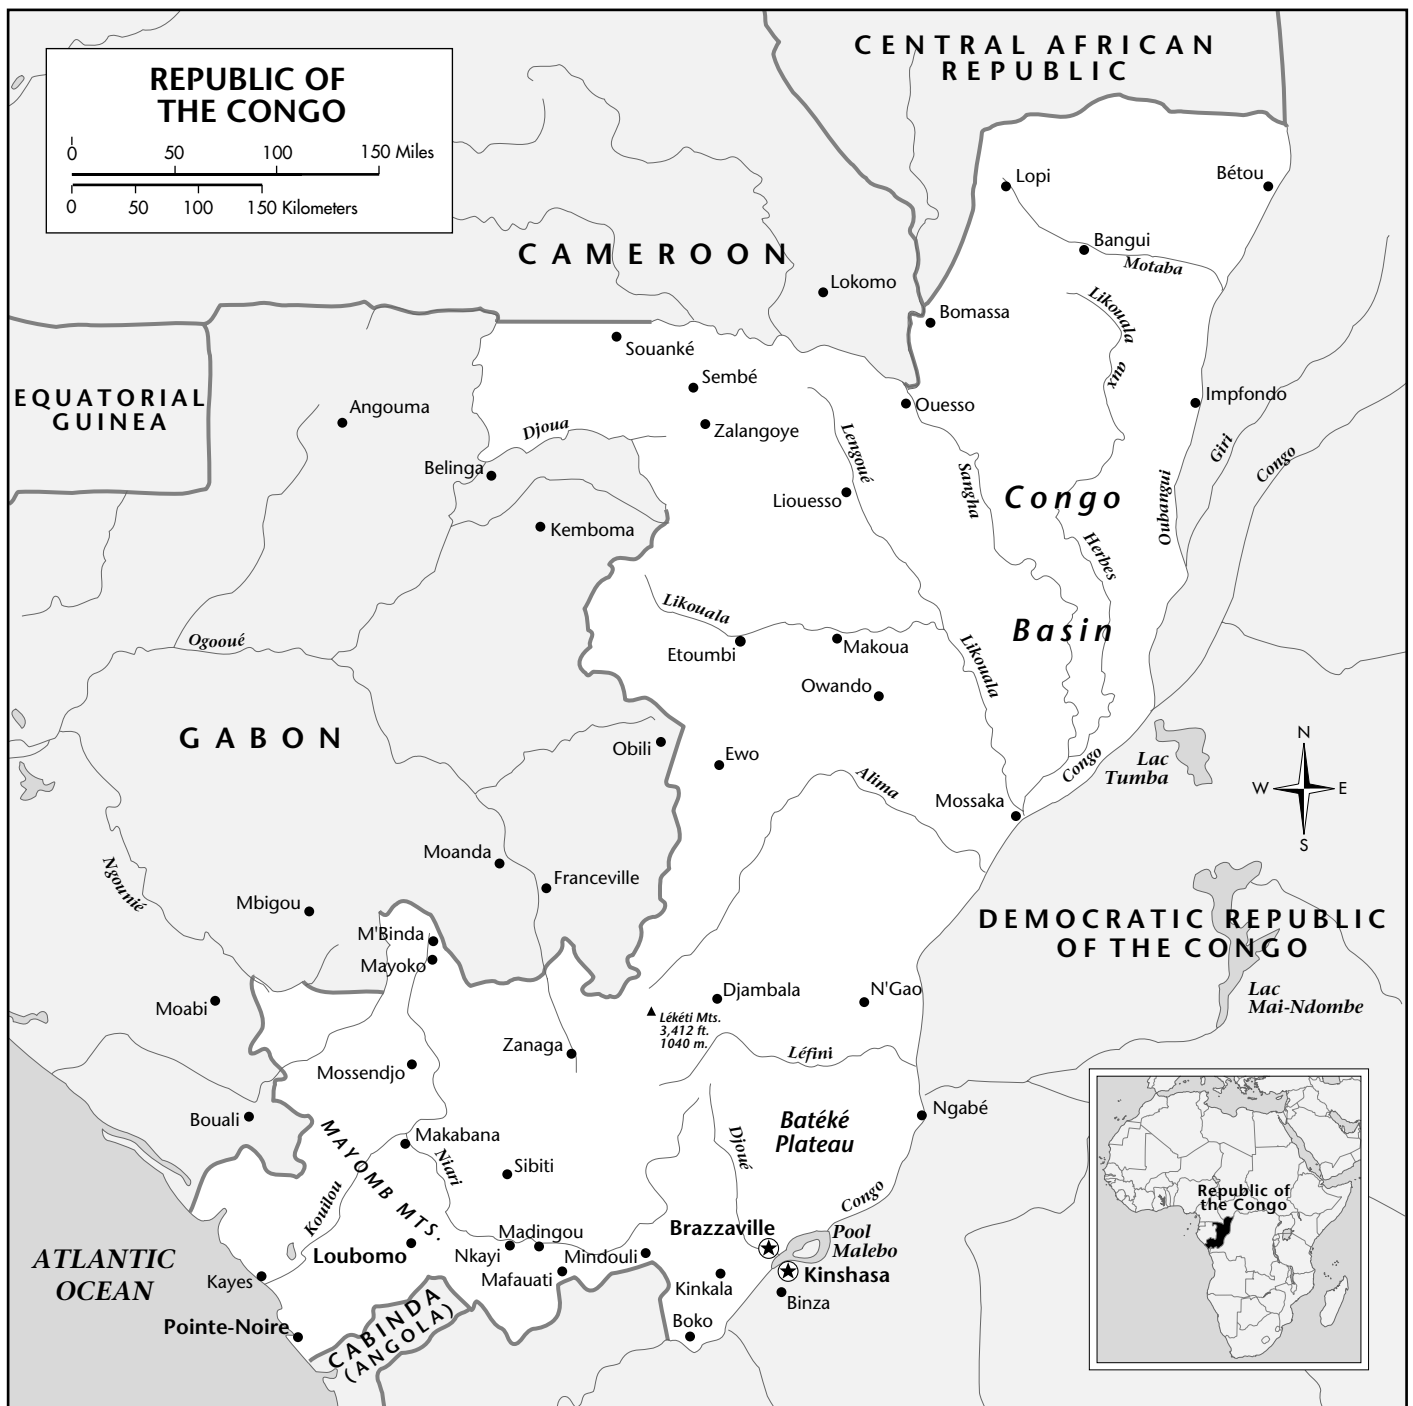 REPUBLIC OF
THE CONGO
0 50 100 150 Miles
0 50 100 150 Kilometers
CENTRAL AFRICAN
REPUBLIC
CAMEROON
EQUATORIAL
GUINEA
GABON
DEMOCRATIC REPUBLIC
OF THE CONGO
CABINDA
(ANGOLA)
ATLANTIC
OCEAN
Lopi
Bétou
Bangui
Motaba
Lokomo
Bomassa
Likouala
aux
Herbes
Souanké
Sembé
Zalangoye
Ouesso
Impfondo
Angouma
Djoua
Belinga
Lengoué
Liouesso
Sangha
Congo
Basin
Oubangui
Giri
Congo
Kemboma
Likouala
Etoumbi
Makoua
Likouala
Owando
Ogooué
Obili
Ewo
Alima
Mossaka
Congo
Lac
Tumba
N
W E
S
Moanda
Franceville
Ngounié
Mbigou
M'Binda
Mayoko
Moabi
Djambala
N'Gao
Lékéti Mts.
3,412 ft.
1040 m.
Lac
Mai-Ndombe
Zanaga
Léfini
Mossendjo
Bouali
Ngabé
MAYOMB MTS.
Makabana
Niari
Sibiti
Djoué
Batéké
Plateau
Kouilou
Congo
Loubomo
Madingou
Nkayi
Mafauati
Mindouli
Brazzaville
Pool
Malebo
Kinshasa
Kinkala
Binza
Boko
Kayes
Pointe-Noire
Republic of
the Congo